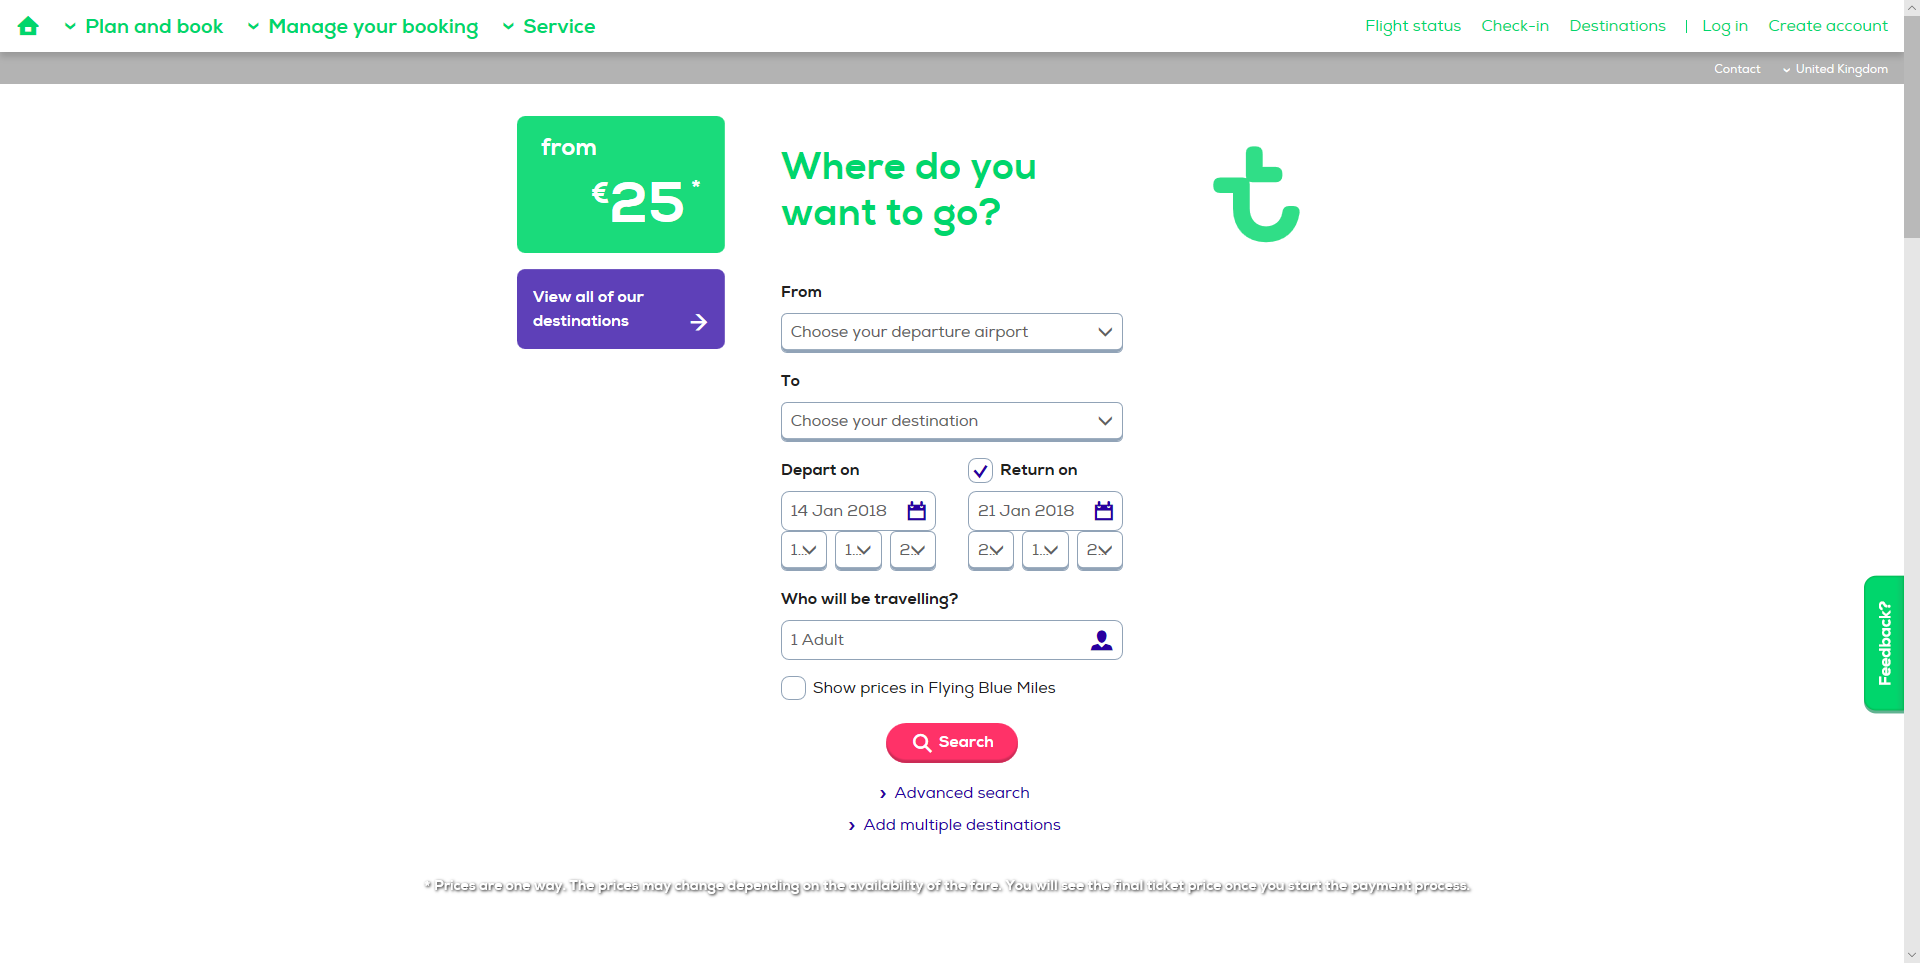 Plan and book
Manage your booking
Service
Flight status
Check-in
Destinations
|
Log in
Create account
Contact
United Kingdom
from
€25*
View all of our
destinations
Where do you
want to go?
From
Choose your departure airport
To
Choose your destination
Depart on
Return on
14 Jan 2018
21 Jan 2018
1...
1...
2...
2...
1...
2...
Who will be travelling?
1 Adult
Show prices in Flying Blue Miles
Search
Advanced search
Add multiple destinations
Feedback?
* Prices are one way. The prices may change depending on the availability of the fare. You will see the final ticket price once you start the payment process.